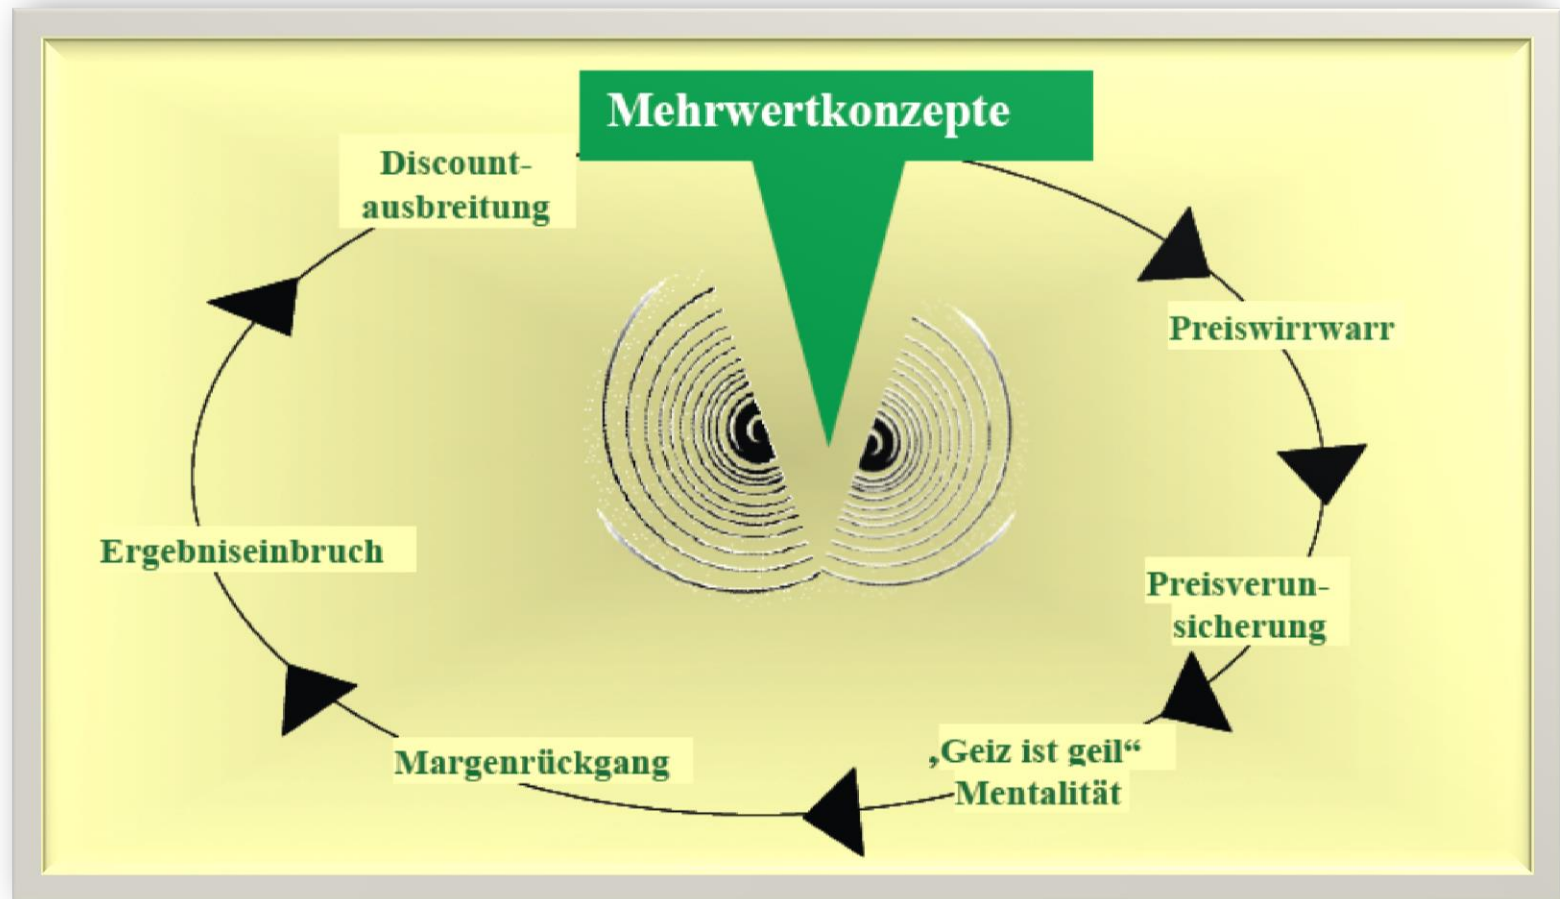 Mehrwertkonzepte
Discount-
ausbreitung
Preiswirrwarr
Preisverun-
sicherung
„Geiz ist geil“
Mentalität
Margenrückgang
Ergebniseinbruch